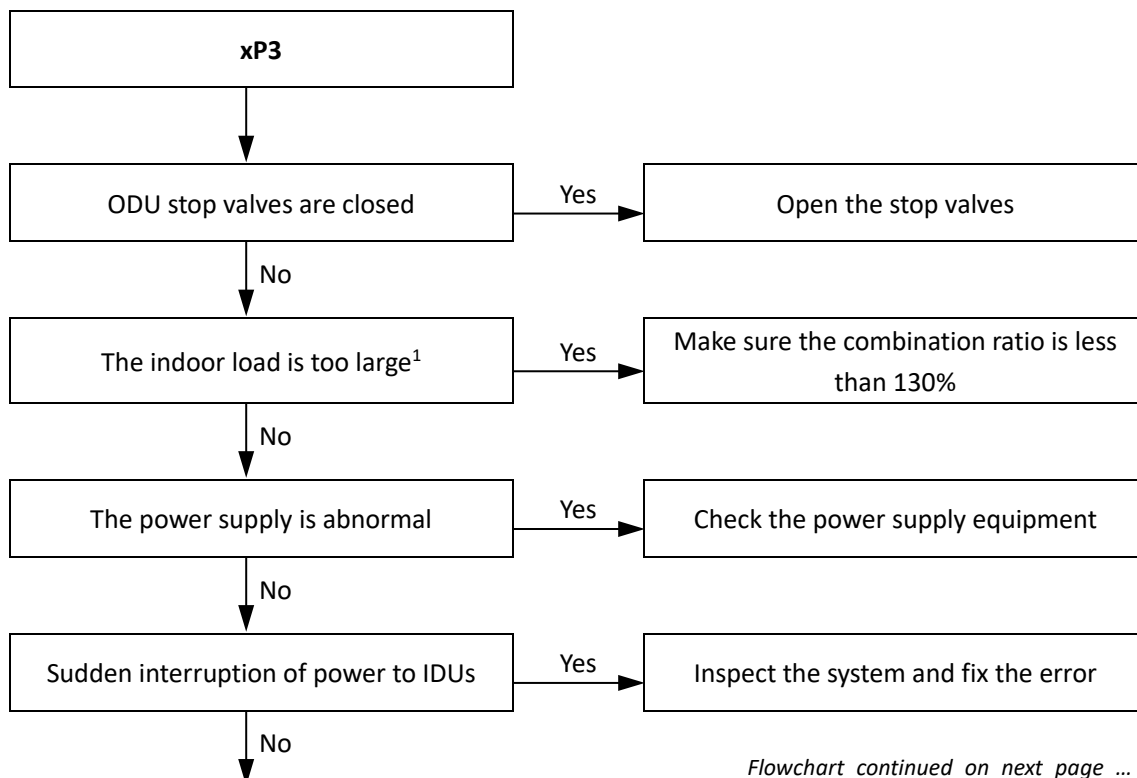 xP3
ODU stop valves are closed
Yes
Open the stop valves
No
The indoor load is too large¹
Yes
Make sure the combination ratio is less
than 130%
No
The power supply is abnormal
Yes
Check the power supply equipment
No
Sudden interruption of power to IDUs
Yes
Inspect the system and fix the error
No
Flowchart continued on next page …